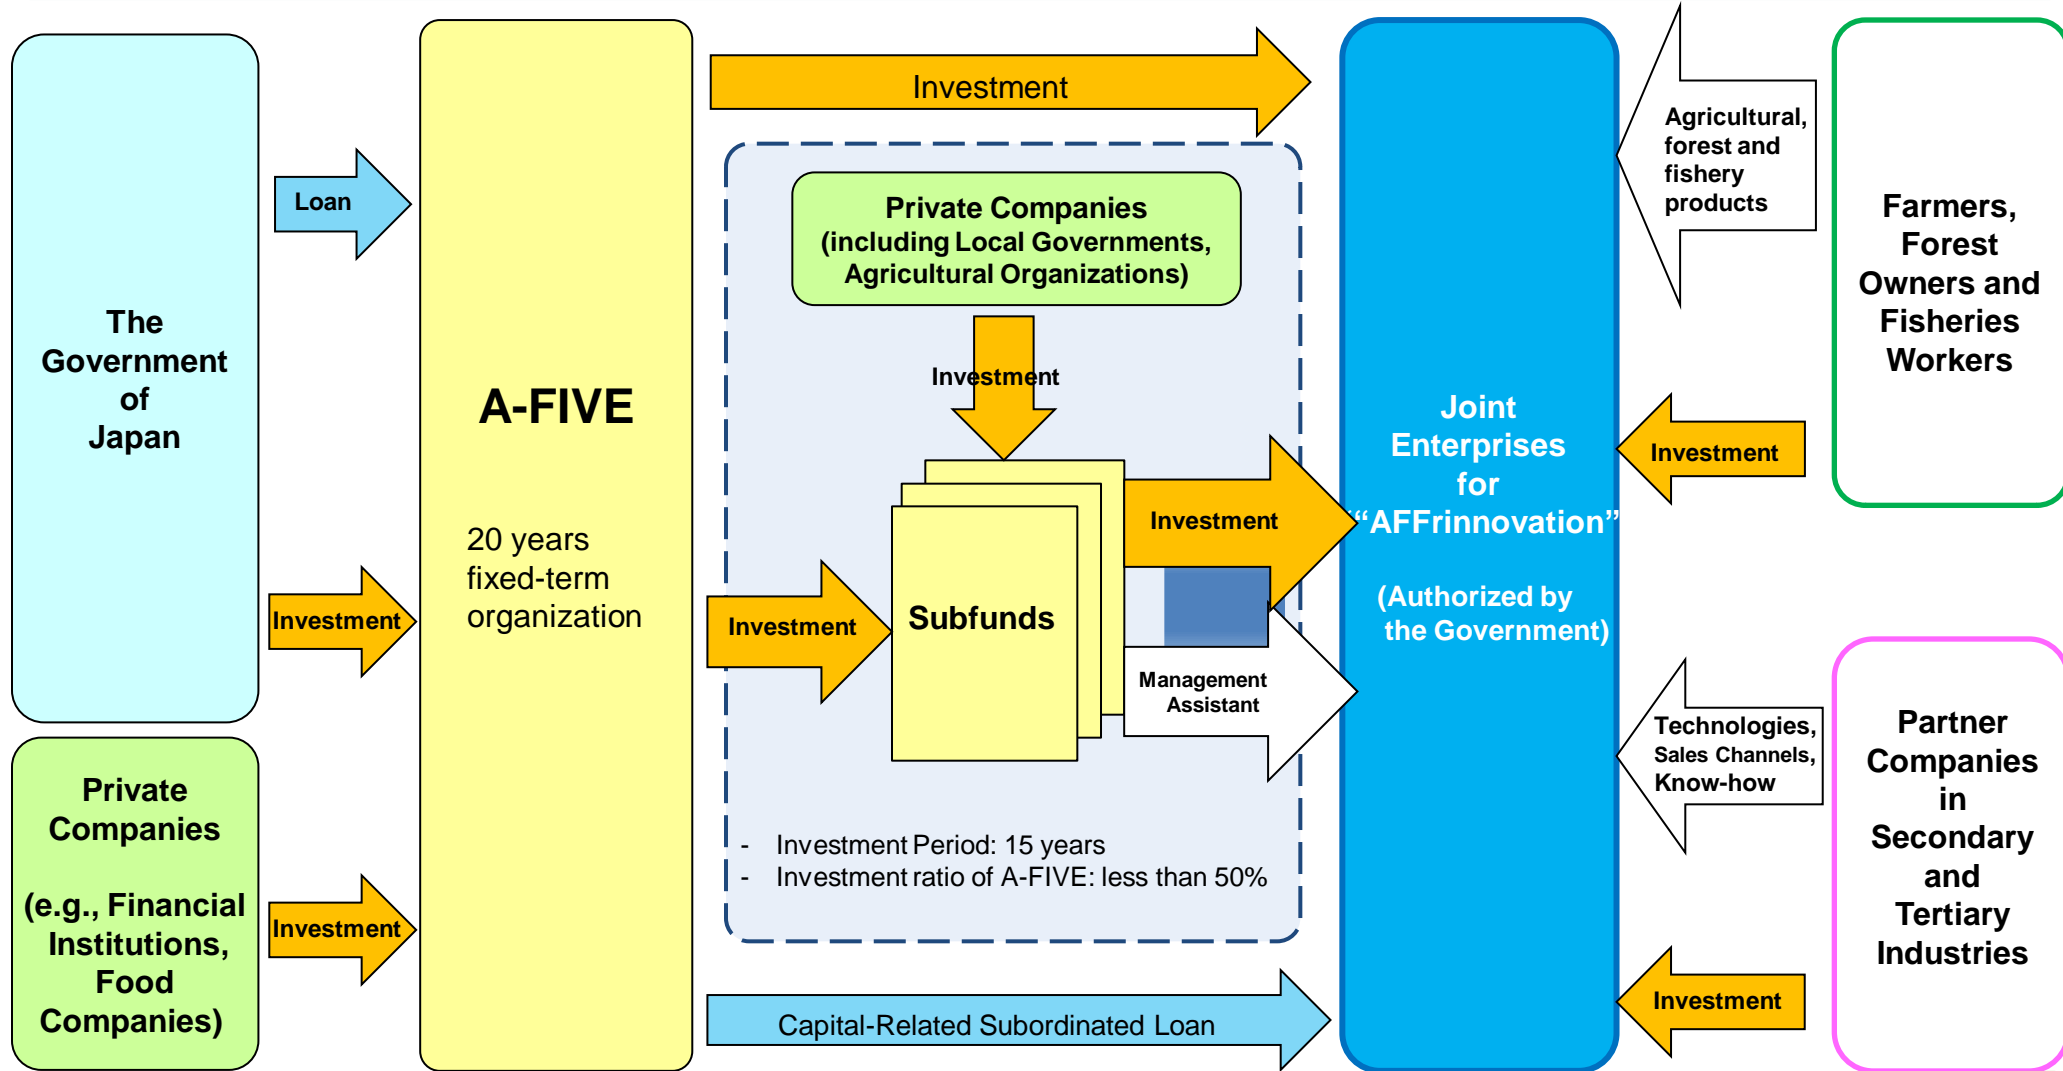 The
Government
of
Japan
Private
Companies
(e.g., Financial
Institutions,
Food
Companies)
Loan
Investment
Investment
A-FIVE
20 years
fixed-term
organization
Investment
Private Companies
(including Local Governments,
Agricultural Organizations)
Investment
Investment
Subfunds
Investment
Management
Assistant
- Investment Period: 15 years
- Investment ratio of A-FIVE: less than 50%
Capital-Related Subordinated Loan
Joint
Enterprises
for
“AFFrinnovation”
(Authorized by
the Government)
Agricultural,
forest and
fishery
products
Investment
Technologies,
Sales Channels,
Know-how
Investment
Farmers,
Forest
Owners and
Fisheries
Workers
Partner
Companies
in
Secondary
and
Tertiary
Industries